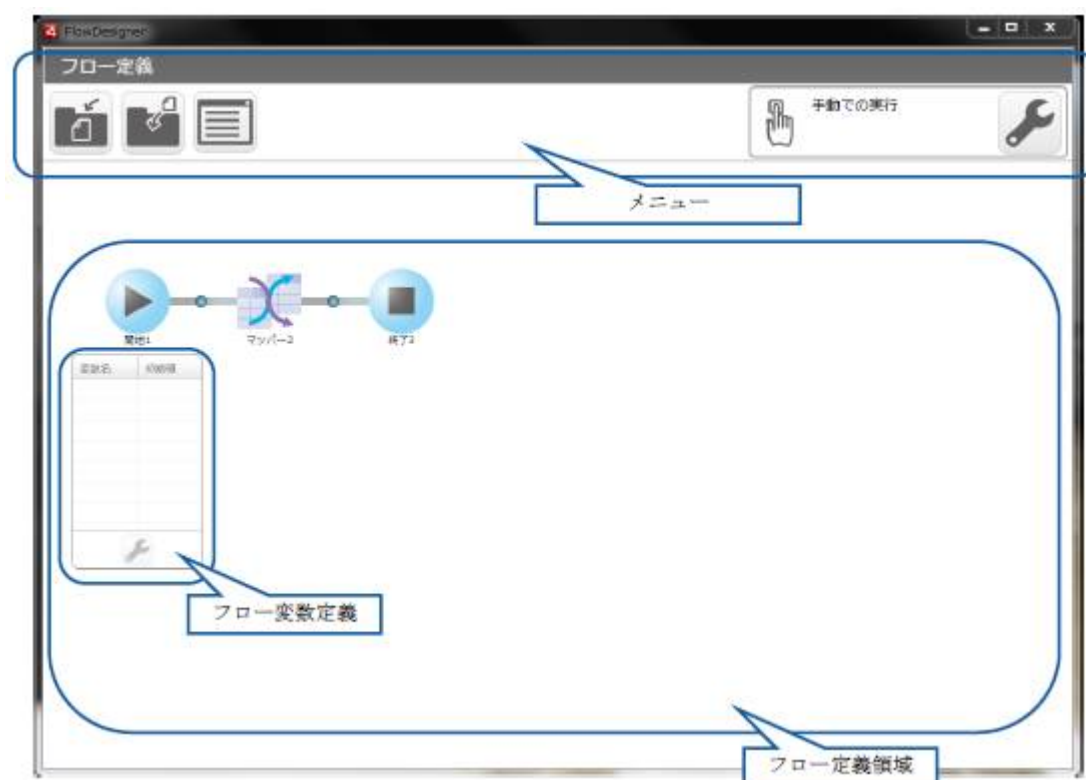 FlowDesigner
フロー定義
手動での実行
メニュー
開始1
マッパー2
終了3
変数名 初期値
フロー変数定義
フロー定義領域